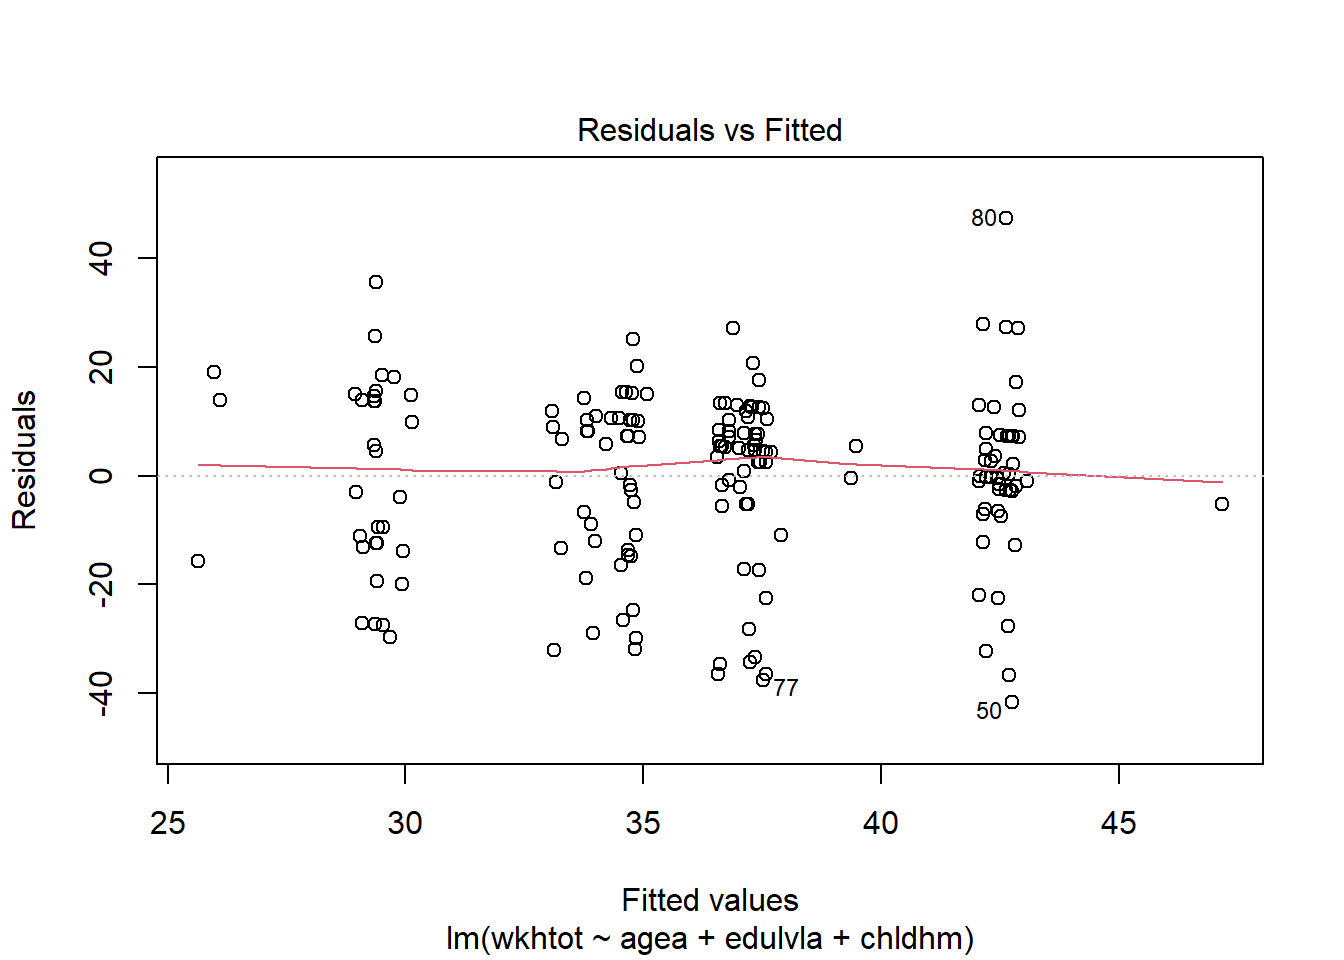 Residuals vs Fitted
Residuals
40
20
0
-20
-40
80
77
50
25 30 35 40 45
Fitted values
lm(wkhtot ~ agea + edulvla + chldhm)